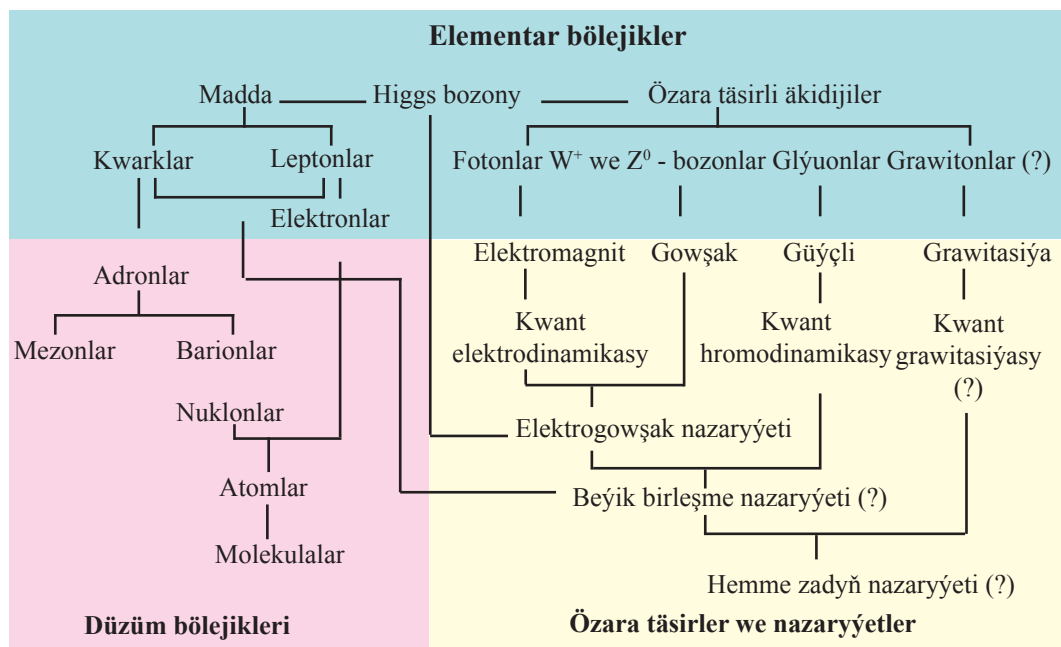 Elementar bölejikler
Madda Higgs bozony Özara täsirli äkidijiler
Kwarklar Leptonlar Fotonlar W⁺ we Z⁰ - bozonlar Glýuonlar Grawitonlar (?)
Elektronlar
Elektromagnit Gowşak Güýçli Grawitasiýa
Adronlar
Mezonlar Barionlar
Kwant elektrodinamikasy
Kwant hromodinamikasy
Kwant grawitasiýasy (?)
Nuklonlar
Elektrogowşak nazaryýeti
Atomlar
Beýik birleşme nazaryýeti (?)
Molekulalar
Hemme zadyň nazaryýeti (?)
Düzüm bölejikleri
Özara täsirler we nazaryýetler